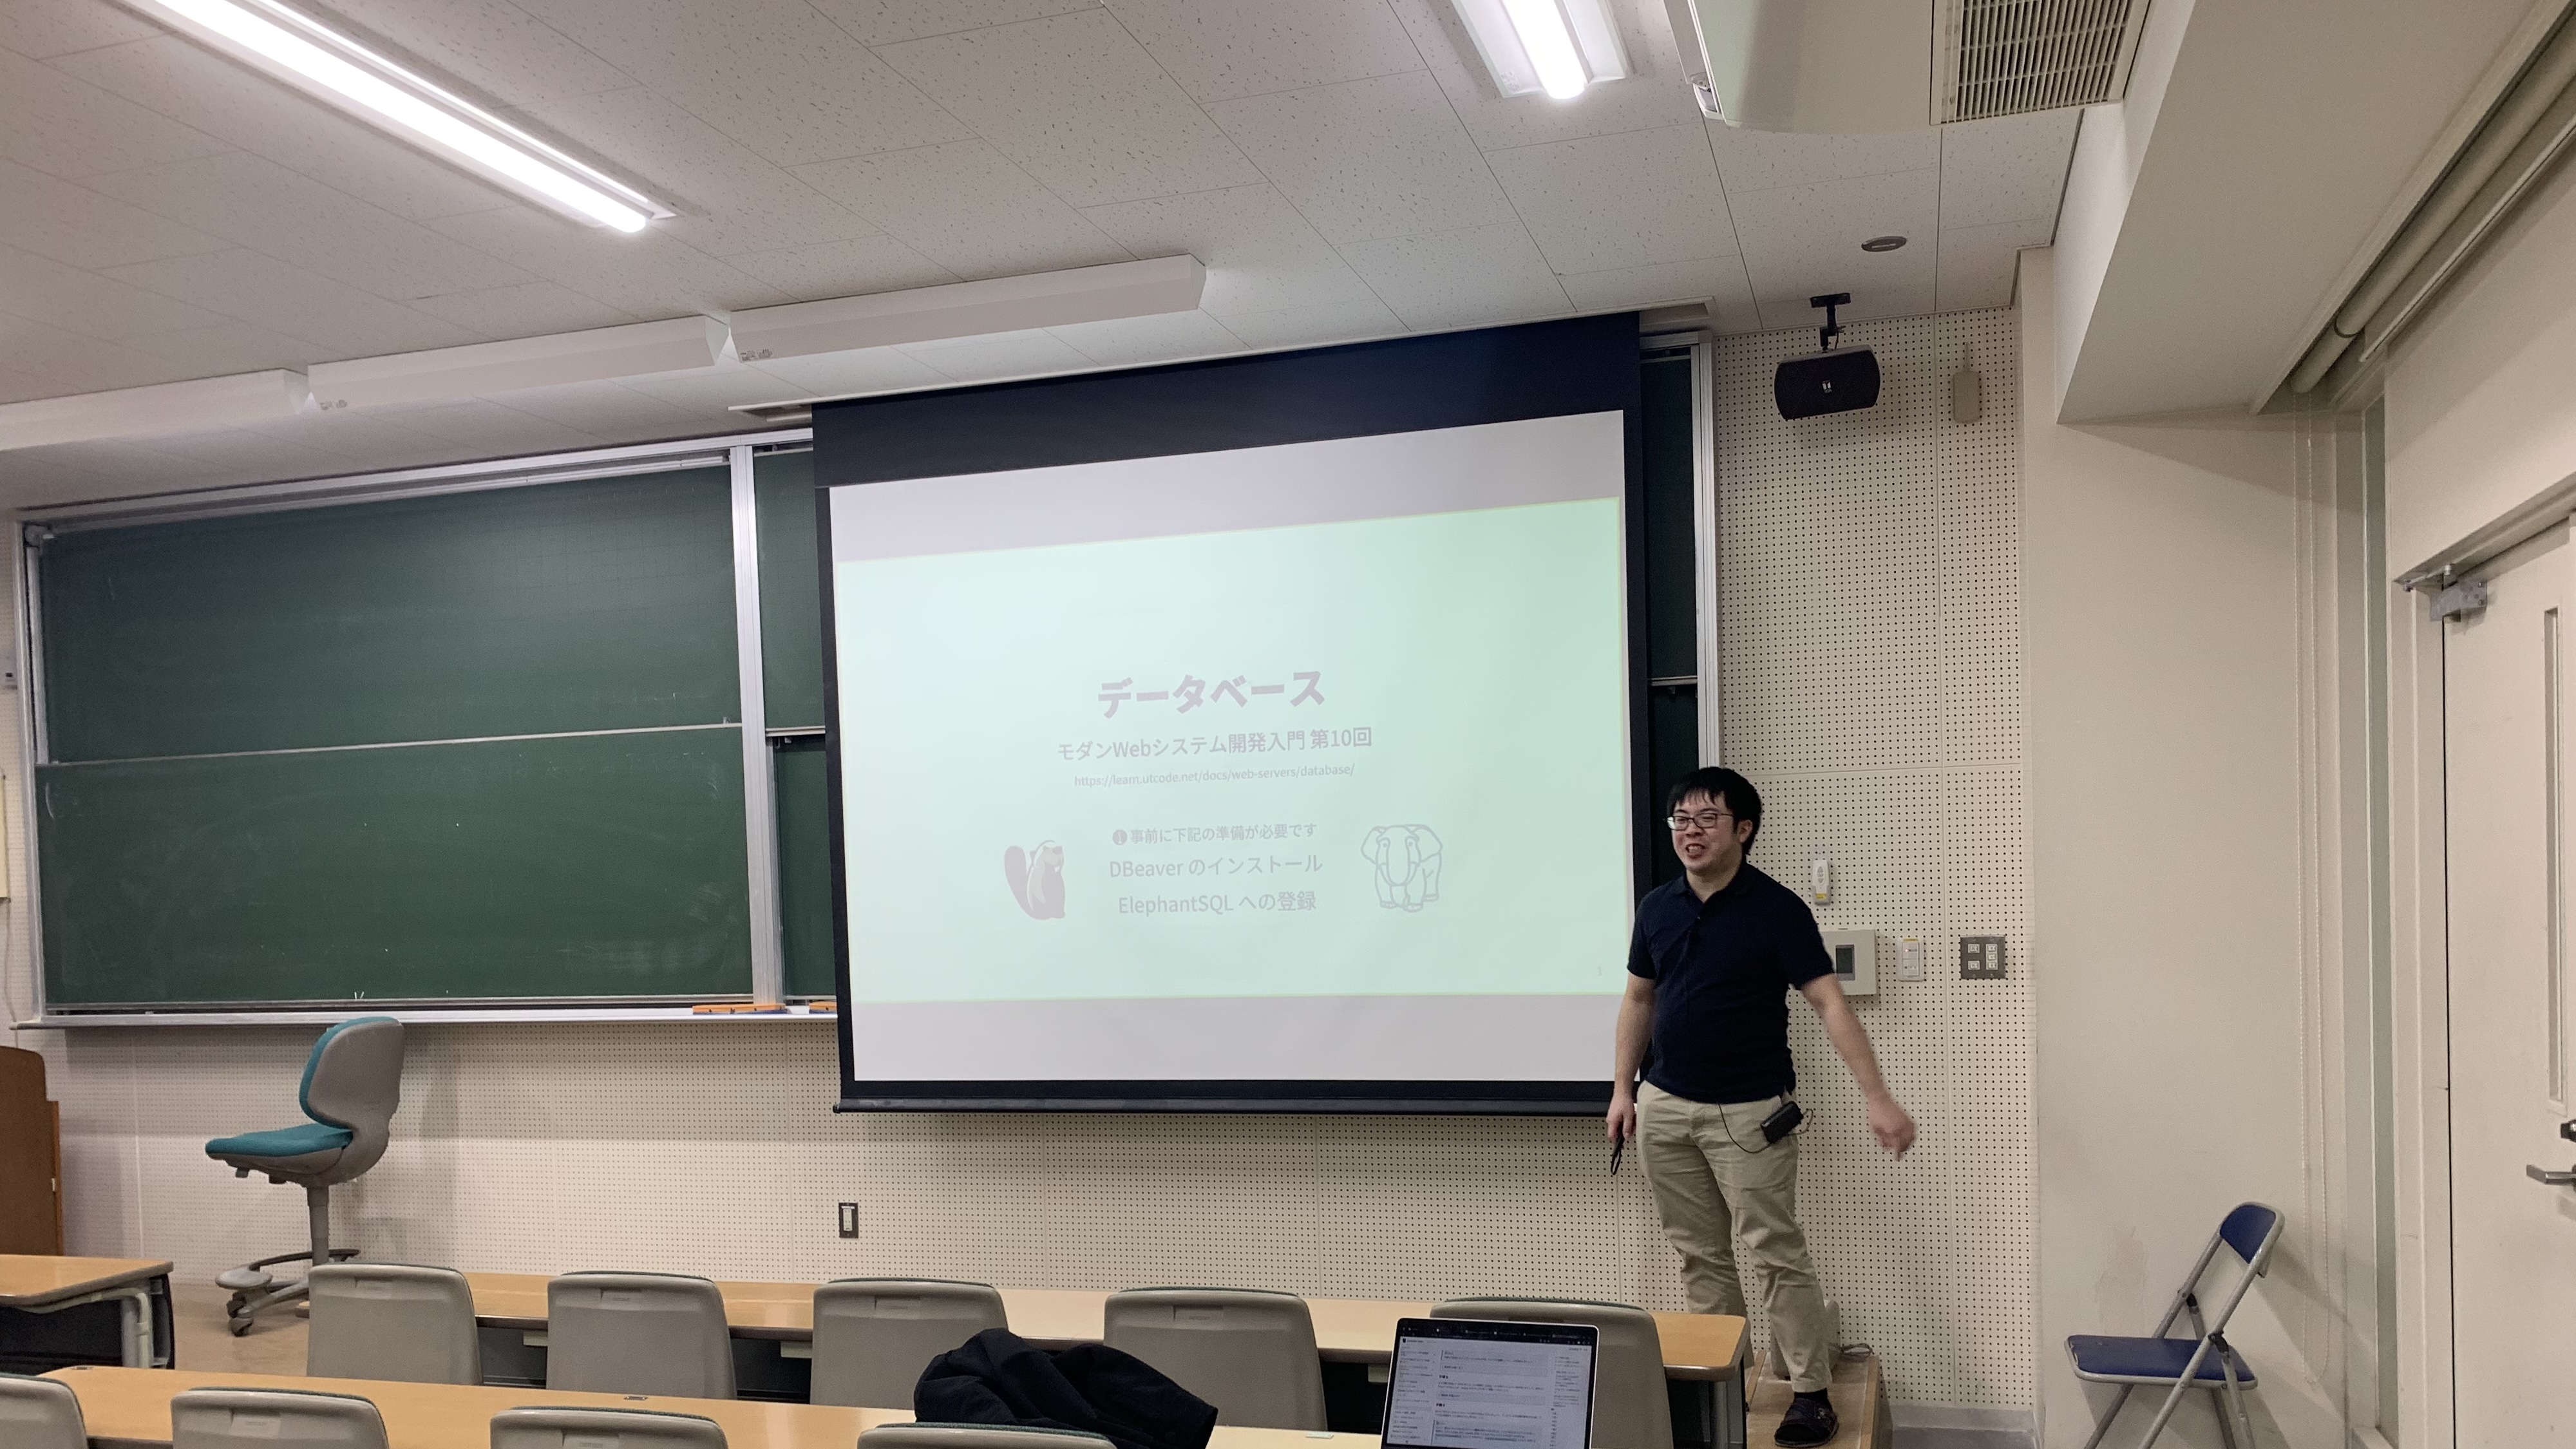 データベース
モダンWebシステム開発入門 第10回
https://learn.utcode.net/docs/web-servers/database/
❶ 事前に下記の準備が必要です
DBeaver のインストール
ElephantSQL への登録